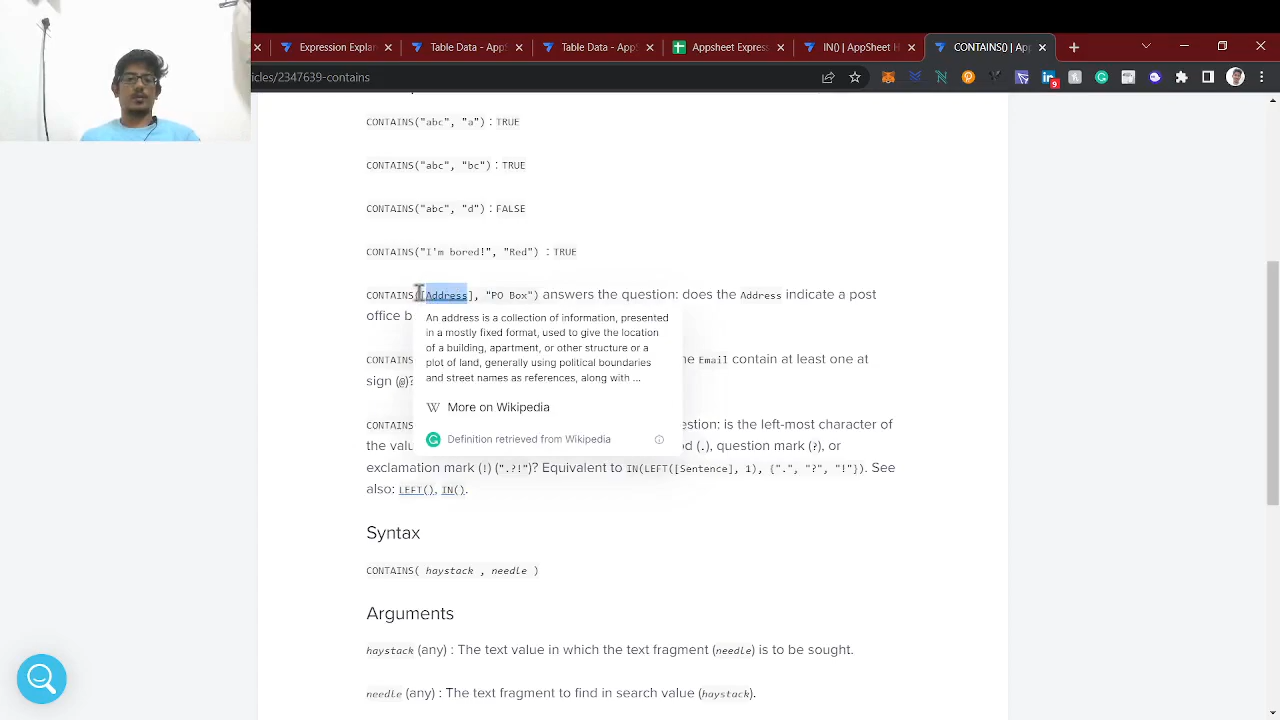 Expression Explan
Table Data - AppS
Table Data - AppS
Appsheet Express
IN() | AppSheet H
CONTAINS() | Ap
icles/2347639-contains
9
CONTAINS("abc", "a") : TRUE
CONTAINS("abc", "bc") : TRUE
CONTAINS("abc", "d") : FALSE
CONTAINS("I'm bored!", "Red") : TRUE
CONTAINS([Address], "PO Box") answers the question: does the Address indicate a post
office b
An address is a collection of information, presented
in a mostly fixed format, used to give the location
of a building, apartment, or other structure or a
plot of land, generally using political boundaries
and street names as references, along with ...
More on Wikipedia
Definition retrieved from Wikipedia
CONTAINS ne Email contain at least one at
sign (@)?
CONTAINS stion: is the left-most character of
the valu od (.), question mark (?), or
exclamation mark (!) (".?!")? Equivalent to IN(LEFT([Sentence], 1), {".", "?", "!"}). See
also: LEFT(), IN().
Syntax
CONTAINS( haystack , needle )
Arguments
haystack (any) : The text value in which the text fragment (needle) is to be sought.
needle (any) : The text fragment to find in search value (haystack).